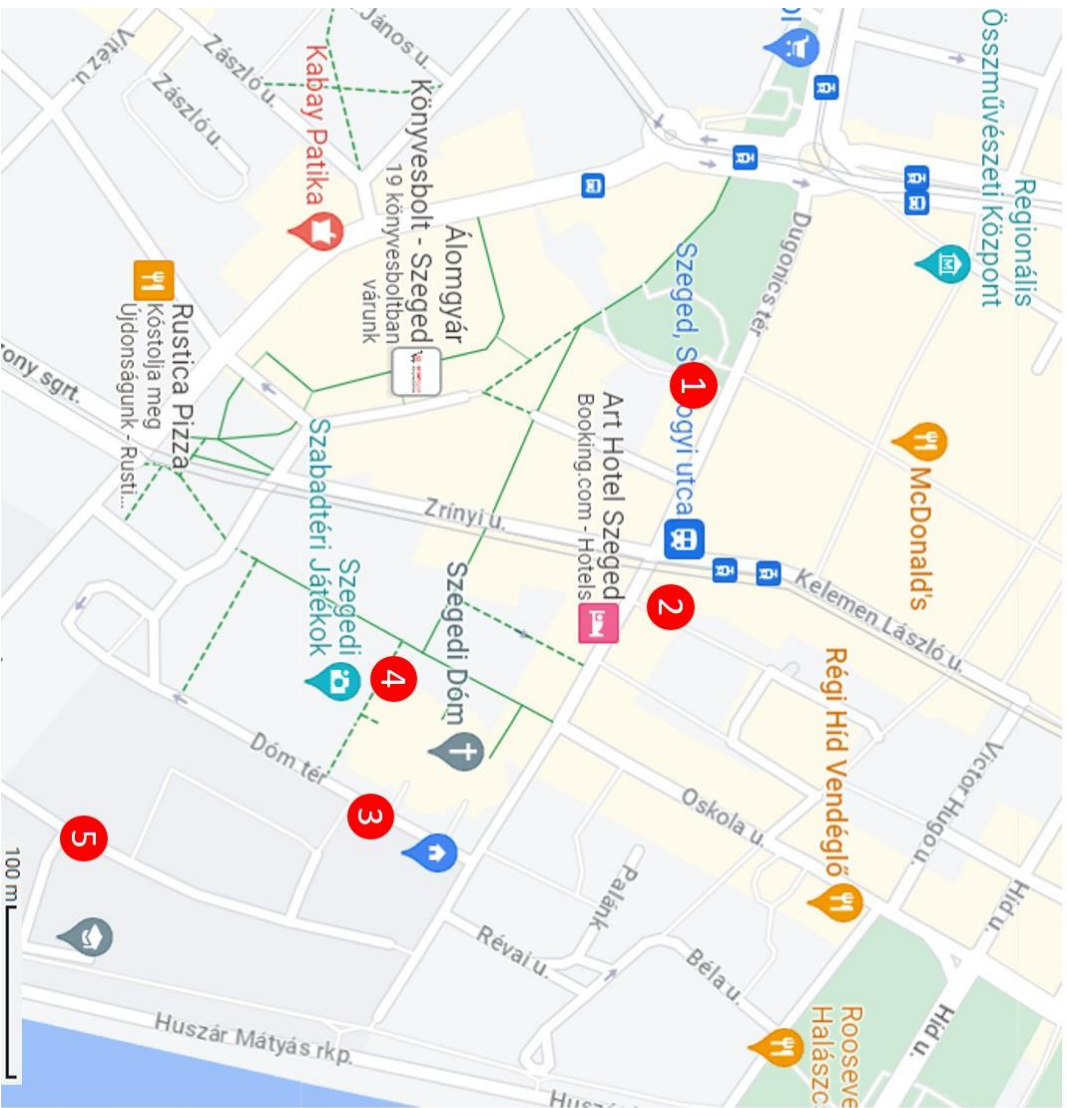 Regionális
Összművészeti Központ
Híd u.
Híd u.
Victor Hugo u.
McDonald's
Kelemen László u.
Régi Híd Vendéglő
Dugonics tér
Oskola u.
Szeged, S
ogyi utca
1
2
Béla u.
Palánk
Art Hotel Szeged
Booking.com - Hotels
Révai u.
Zrínyi u.
Szegedi Dóm
Álomgyár
Könyvesbolt - Szeged
19 könyvesboltban
várunk
János u.
4
3
Kabay Patika
Szegedi
Szabadtéri Játékok
Dóm tér
Huszár Mátyás rkp.
Zászló u.
Zászló u.
Rustica Pizza
Kóstolja meg
Újdonságunk - Rusti...
Vitéz u.
5
ony sgrt.
100 m